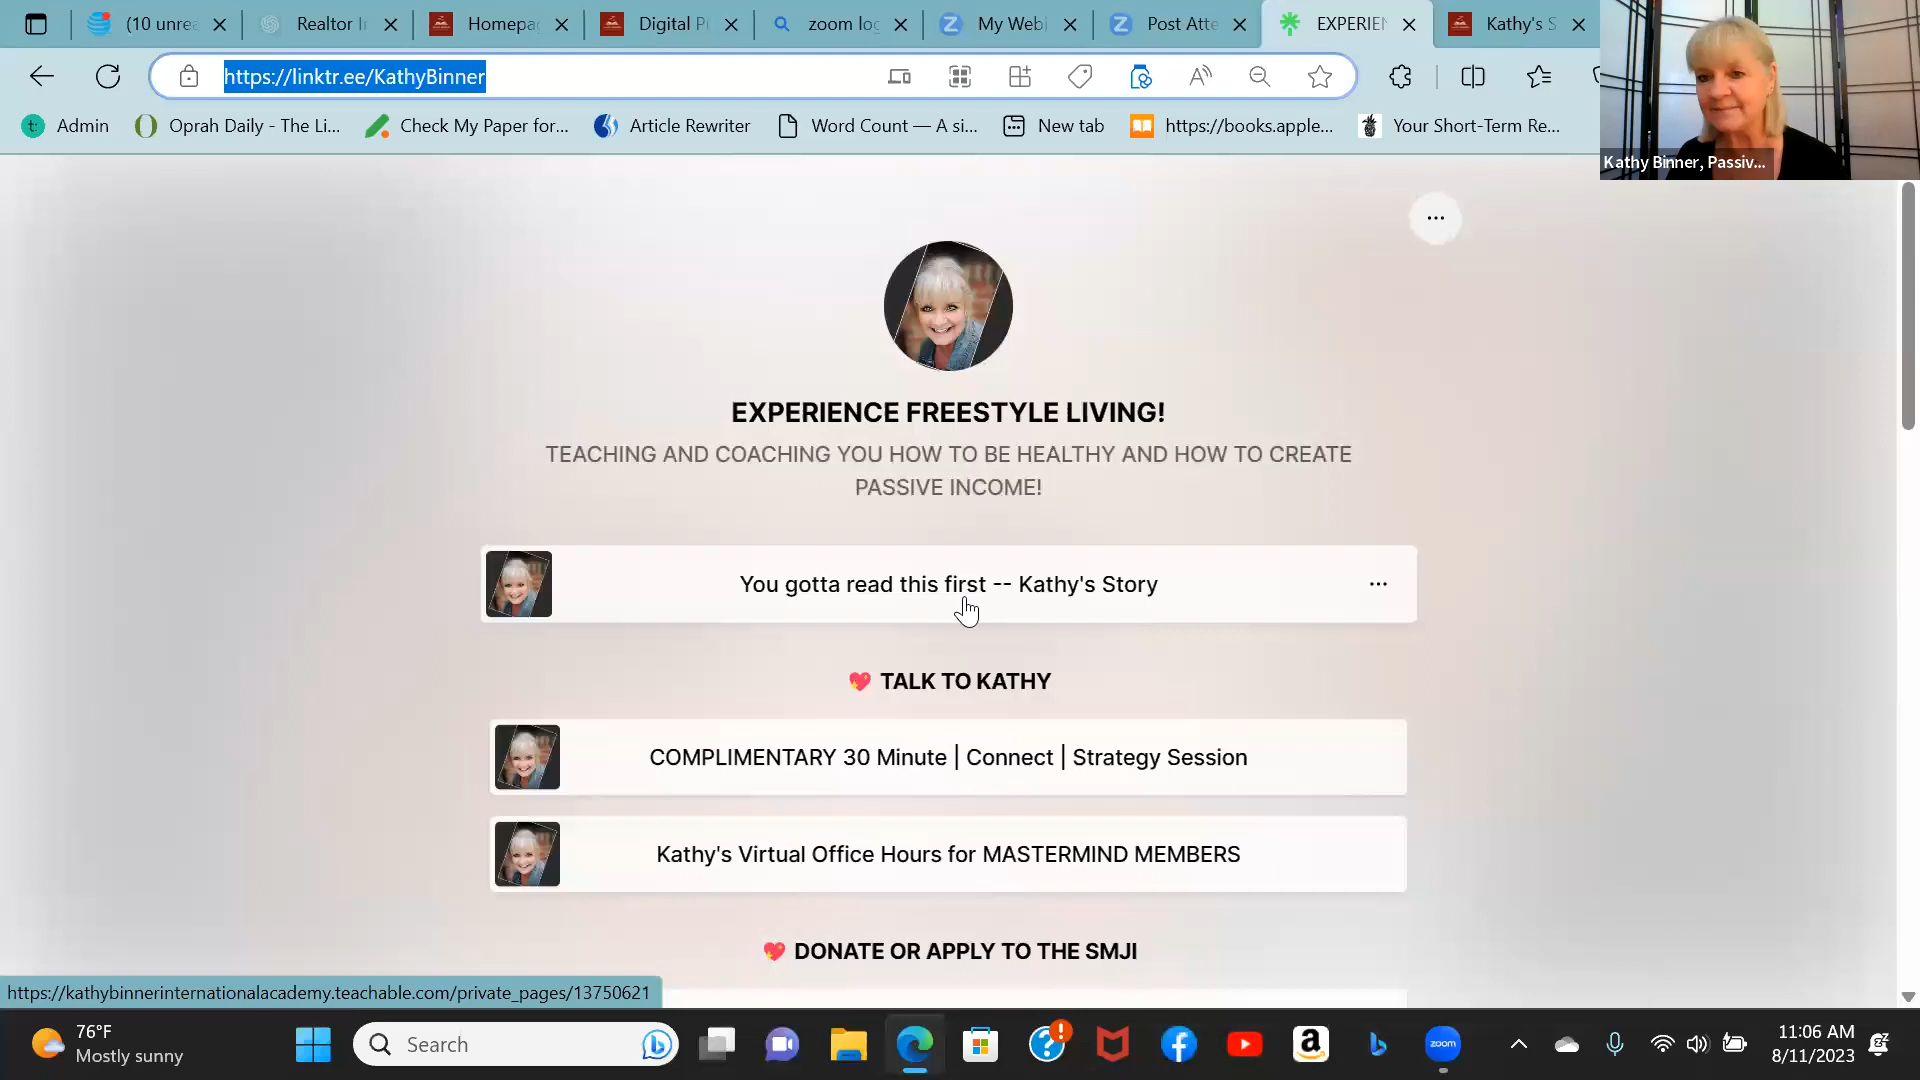 (10 unrea
Realtor I
Homepa
Digital P
zoom log
My Webi
Post Atte
EXPERIEN
Kathy's S
https://linktr.ee/KathyBinner
t:
Admin
Oprah Daily - The Li...
Check My Paper for...
Article Rewriter
Word Count — A si...
New tab
https://books.apple...
Your Short-Term Re...
Kathy Binner, Passiv...
EXPERIENCE FREESTYLE LIVING!
TEACHING AND COACHING YOU HOW TO BE HEALTHY AND HOW TO CREATE
PASSIVE INCOME!
You gotta read this first -- Kathy's Story
TALK TO KATHY
COMPLIMENTARY 30 Minute | Connect | Strategy Session
Kathy's Virtual Office Hours for MASTERMIND MEMBERS
DONATE OR APPLY TO THE SMJI
https://kathybinnerinternationalacademy.teachable.com/private_pages/13750621
76°F
Mostly sunny
Search
zoom
11:06 AM
8/11/2023